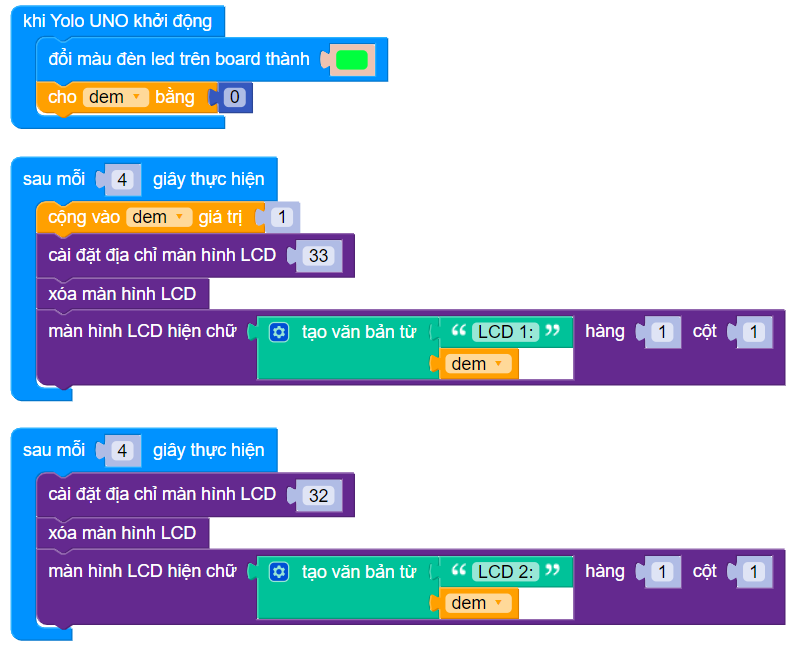 khi Yolo UNO khởi động
đổi màu đèn led trên board thành
cho dem bằng 0
sau mỗi 4 giây thực hiện
cộng vào dem giá trị 1
cài đặt địa chỉ màn hình LCD 33
xóa màn hình LCD
màn hình LCD hiện chữ tạo văn bản từ “ LCD 1: ” hàng 1 cột 1
dem
sau mỗi 4 giây thực hiện
cài đặt địa chỉ màn hình LCD 32
xóa màn hình LCD
màn hình LCD hiện chữ tạo văn bản từ “ LCD 2: ” hàng 1 cột 1
dem